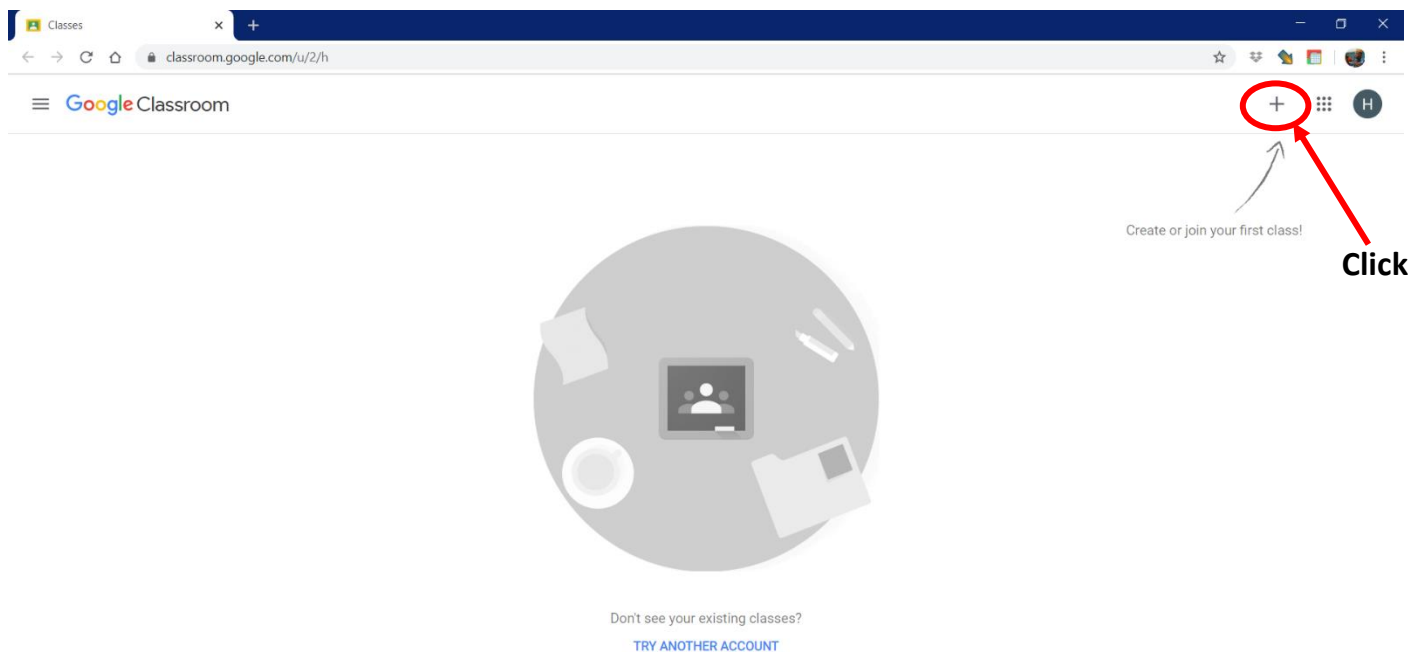 Classes
classroom.google.com/u/2/h
Google Classroom
H
Create or join your first class!
Click
Don't see your existing classes?
TRY ANOTHER ACCOUNT